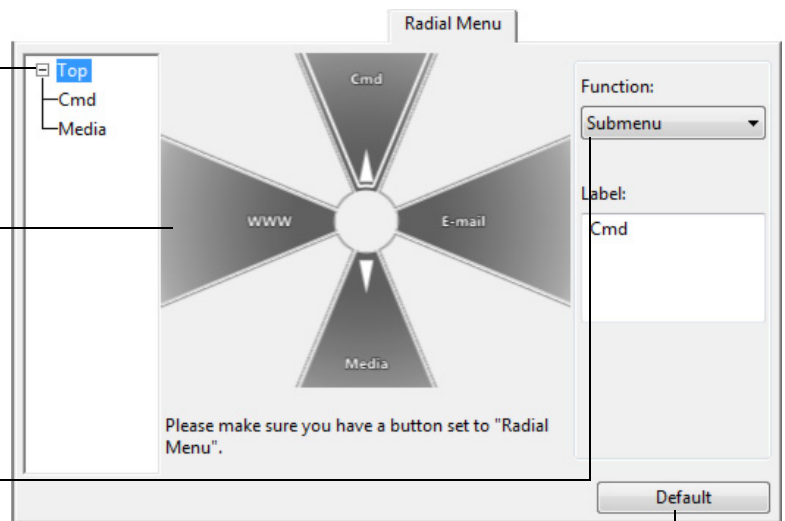 Radial Menu
Top
Cmd
Media
Cmd
WWW
E-mail
Media
Please make sure you have a button set to "Radial
Menu".
Function:
Submenu
Label:
Cmd
Default